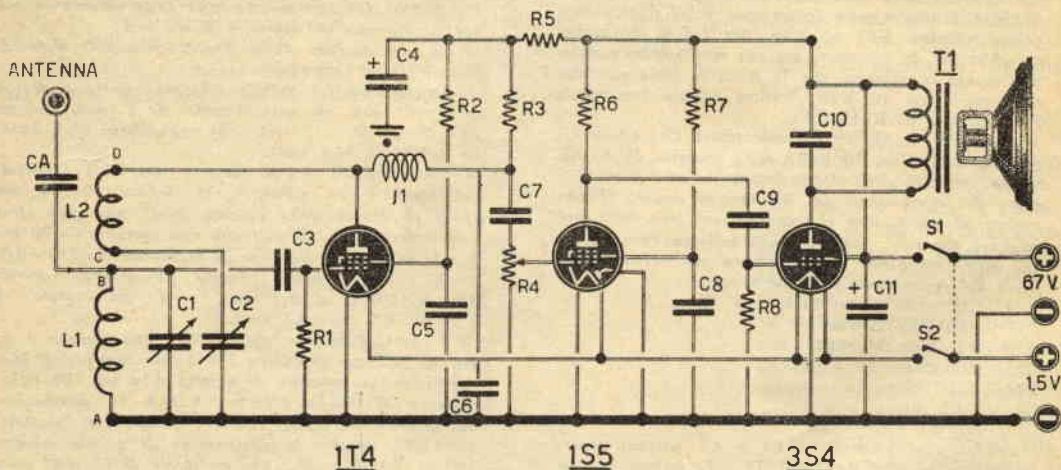 ANTENNA
CA
D
L2
C
B
L1
A
C1
C2
C3
R1
C4
+
R2
R3
R5
J1
C5
C6
C7
R4
R6
R7
C8
C9
R8
C10
C11
+
T1
S1
S2
+
67 V.
-
+
1.5 V
-
1T4
1S5
3S4